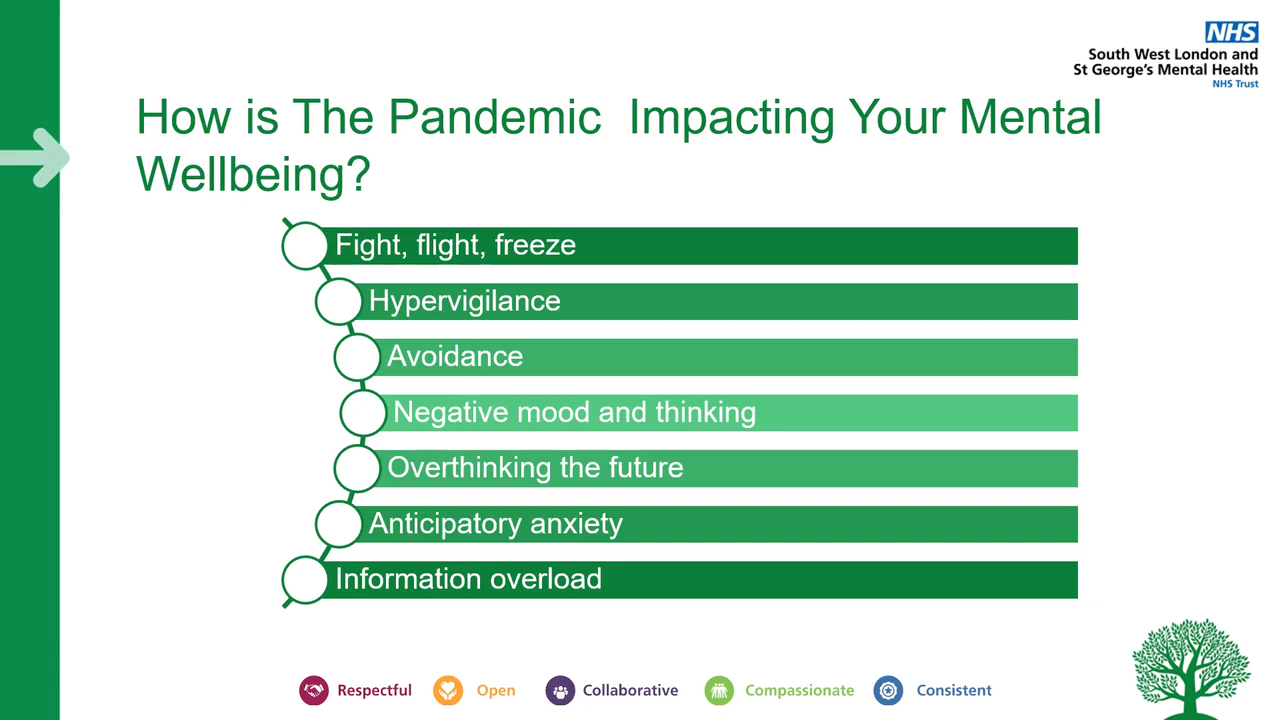 NHS
South West London and
St George's Mental Health
NHS Trust
How is The Pandemic  Impacting Your Mental
Wellbeing?
Fight, flight, freeze
Hypervigilance
Avoidance
Negative mood and thinking
Overthinking the future
Anticipatory anxiety
Information overload
Respectful Open Collaborative Compassionate Consistent